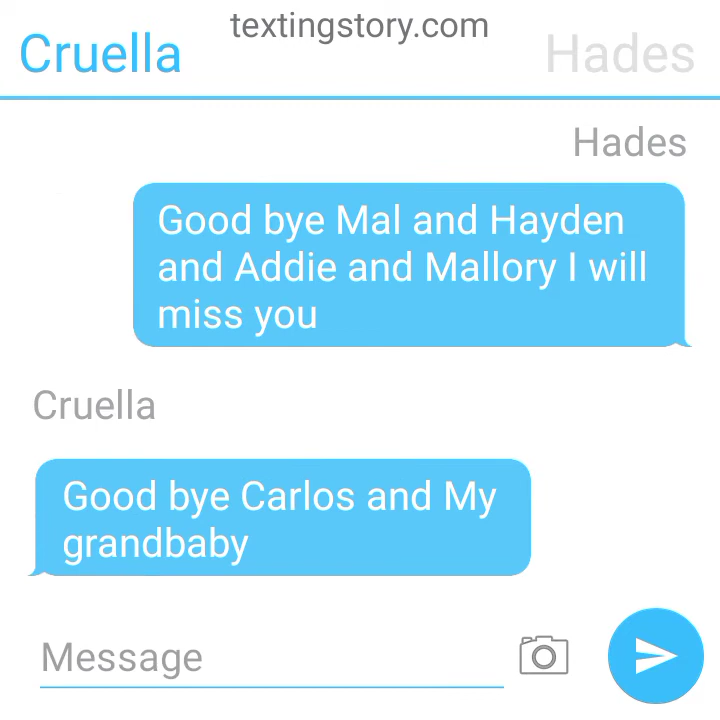 textingstory.com
Cruella
Hades
Hades
Good bye Mal and Hayden
and Addie and Mallory I will
miss you
Cruella
Good bye Carlos and My
grandbaby
Message